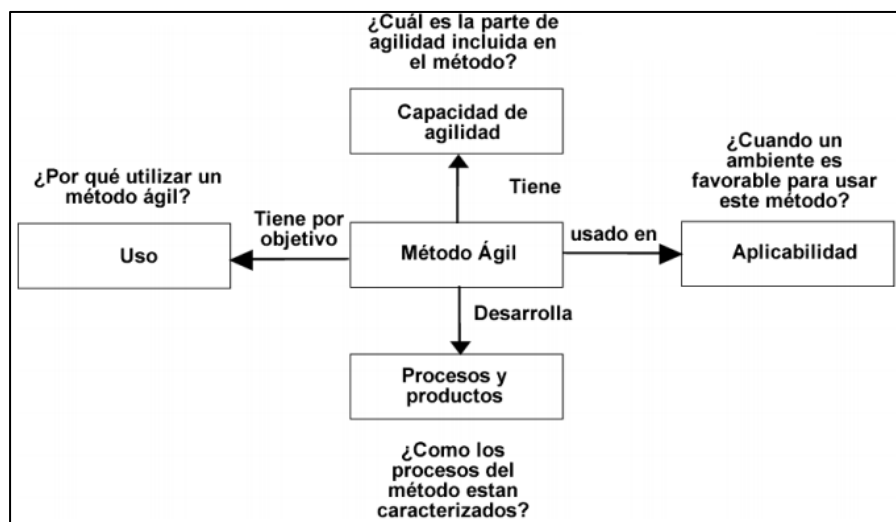 ¿Cuál es la parte de
agilidad incluida en
el método?
Capacidad de
agilidad
¿Cuando un
ambiente es
favorable para usar
este método?
¿Por qué utilizar un
método ágil?
Tiene
Tiene por
objetivo
usado en
Uso
Método Ágil
Aplicabilidad
Desarrolla
Procesos y
productos
¿Como los
procesos del
método estan
caracterizados?